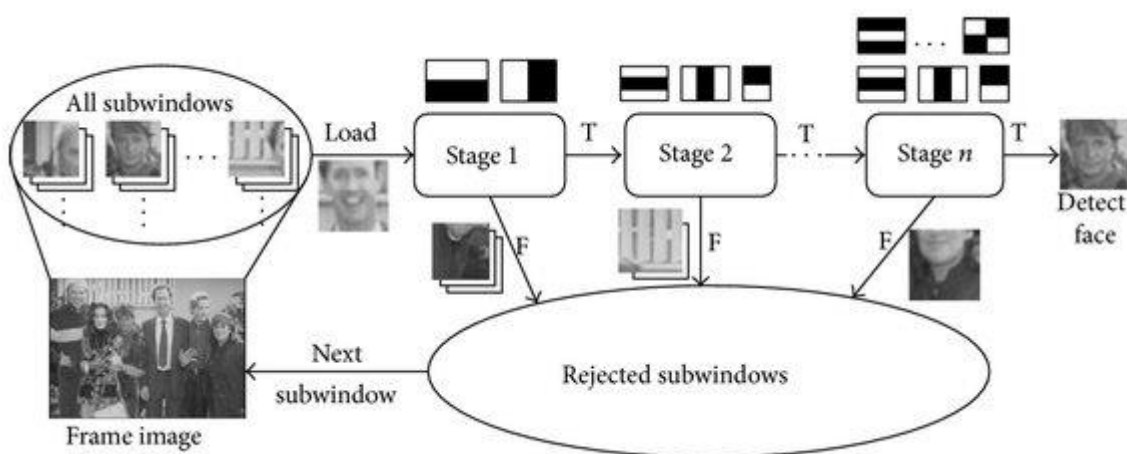 All subwindows
Load
Stage 1
T
Stage 2
T
Stage n
T
Detect
face
F
F
F
Rejected subwindows
Next
subwindow
Frame image